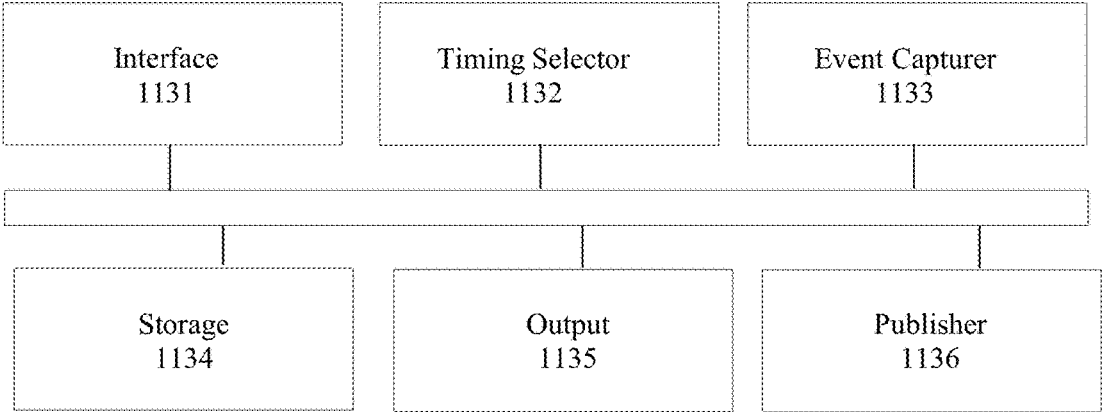 Interface
1131
Timing Selector
1132
Event Capturer
1133
Storage
1134
Output
1135
Publisher
1136